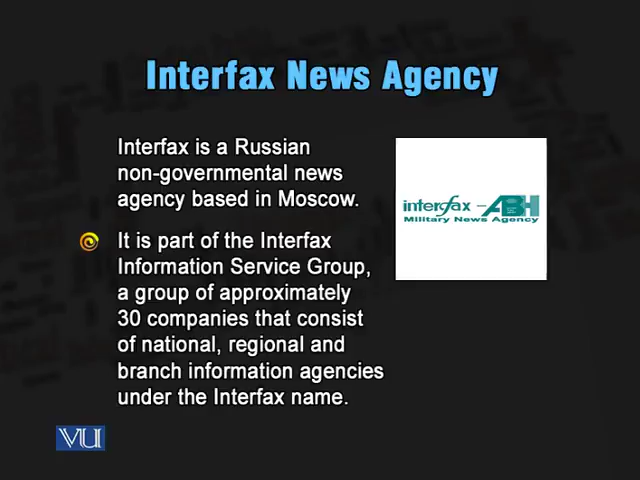 Interfax News Agency
Interfax is a Russian
non-governmental news
agency based in Moscow.
It is part of the Interfax
Information Service Group,
a group of approximately
30 companies that consist
of national, regional and
branch information agencies
under the Interfax name.
interfax – ABH
Military News Agency
VU